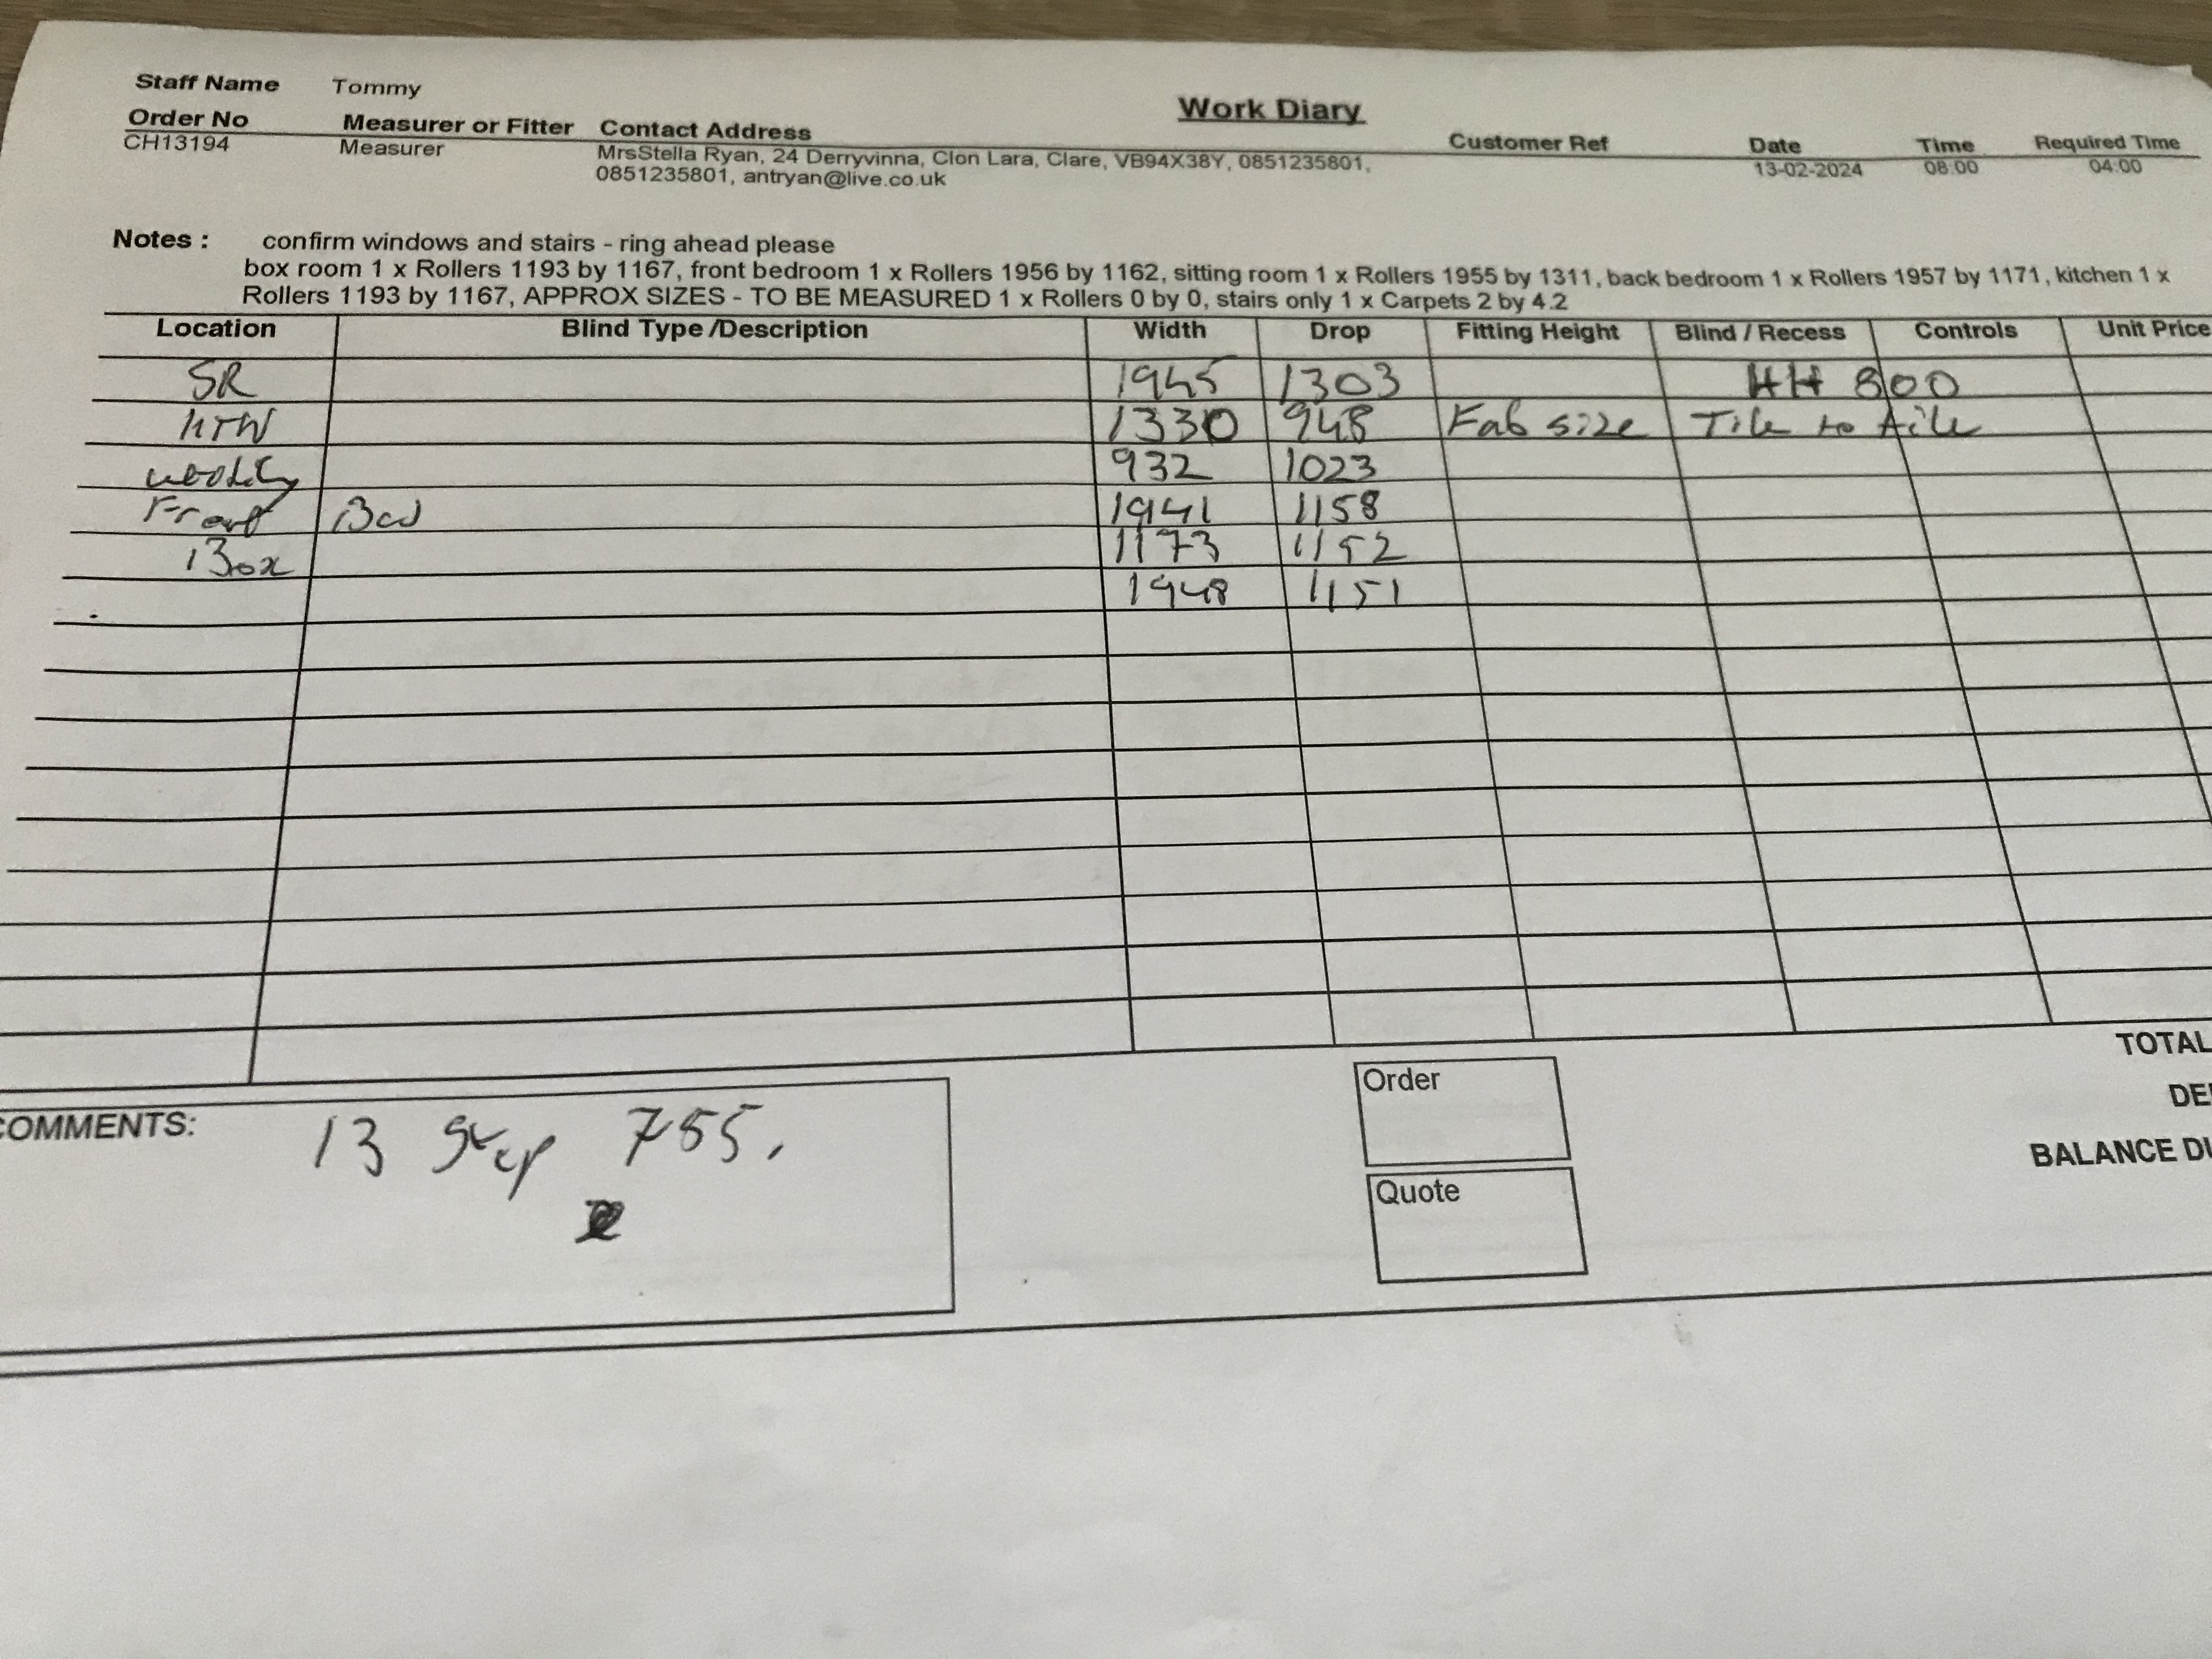 Staff Name Tommy
Work Diary
Order No Measurer or Fitter Contact Address Customer Ref Date Time Required Time
CH13194 Measurer MrsStella Ryan, 24 Derryvinna, Clon Lara, Clare, VB94X38Y, 0851235801, 13-02-2024 08:00 04:00
0851235801, antryan@live.co.uk
Notes : confirm windows and stairs - ring ahead please
box room 1 x Rollers 1193 by 1167, front bedroom 1 x Rollers 1956 by 1162, sitting room 1 x Rollers 1955 by 1311, back bedroom 1 x Rollers 1957 by 1171, kitchen 1 x
Rollers 1193 by 1167, APPROX SIZES - TO BE MEASURED 1 x Rollers 0 by 0, stairs only 1 x Carpets 2 by 4.2
Location Blind Type /Description Width Drop Fitting Height Blind / Recess Controls Unit Price
SR 1945 1303 HH 800
1330 948 Fab size Tile to tile
932 1023
Front Bed 1941 1158
Box 1173 1152
1948 1151
TOTAL
Order
COMMENTS: 13 Step 755.
BALANCE DU
Quote